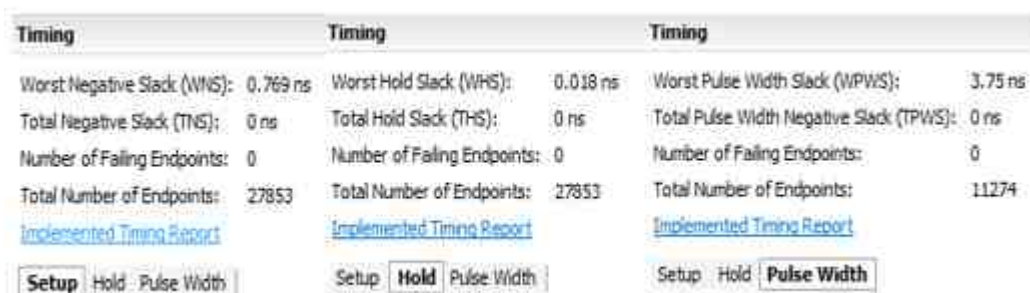 Timing
Worst Negative Slack (WNS): 0.769 ns
Total Negative Slack (TNS): 0 ns
Number of Failing Endpoints: 0
Total Number of Endpoints: 27853
Implemented Timing Report
Setup Hold Pulse Width
Timing
Worst Hold Slack (WHS): 0.018 ns
Total Hold Slack (THS): 0 ns
Number of Failing Endpoints: 0
Total Number of Endpoints: 27853
Implemented Timing Report
Setup Hold Pulse Width
Timing
Worst Pulse Width Slack (WPWS): 3.75 ns
Total Pulse Width Negative Slack (TPWS): 0 ns
Number of Failing Endpoints: 0
Total Number of Endpoints: 11274
Implemented Timing Report
Setup Hold Pulse Width